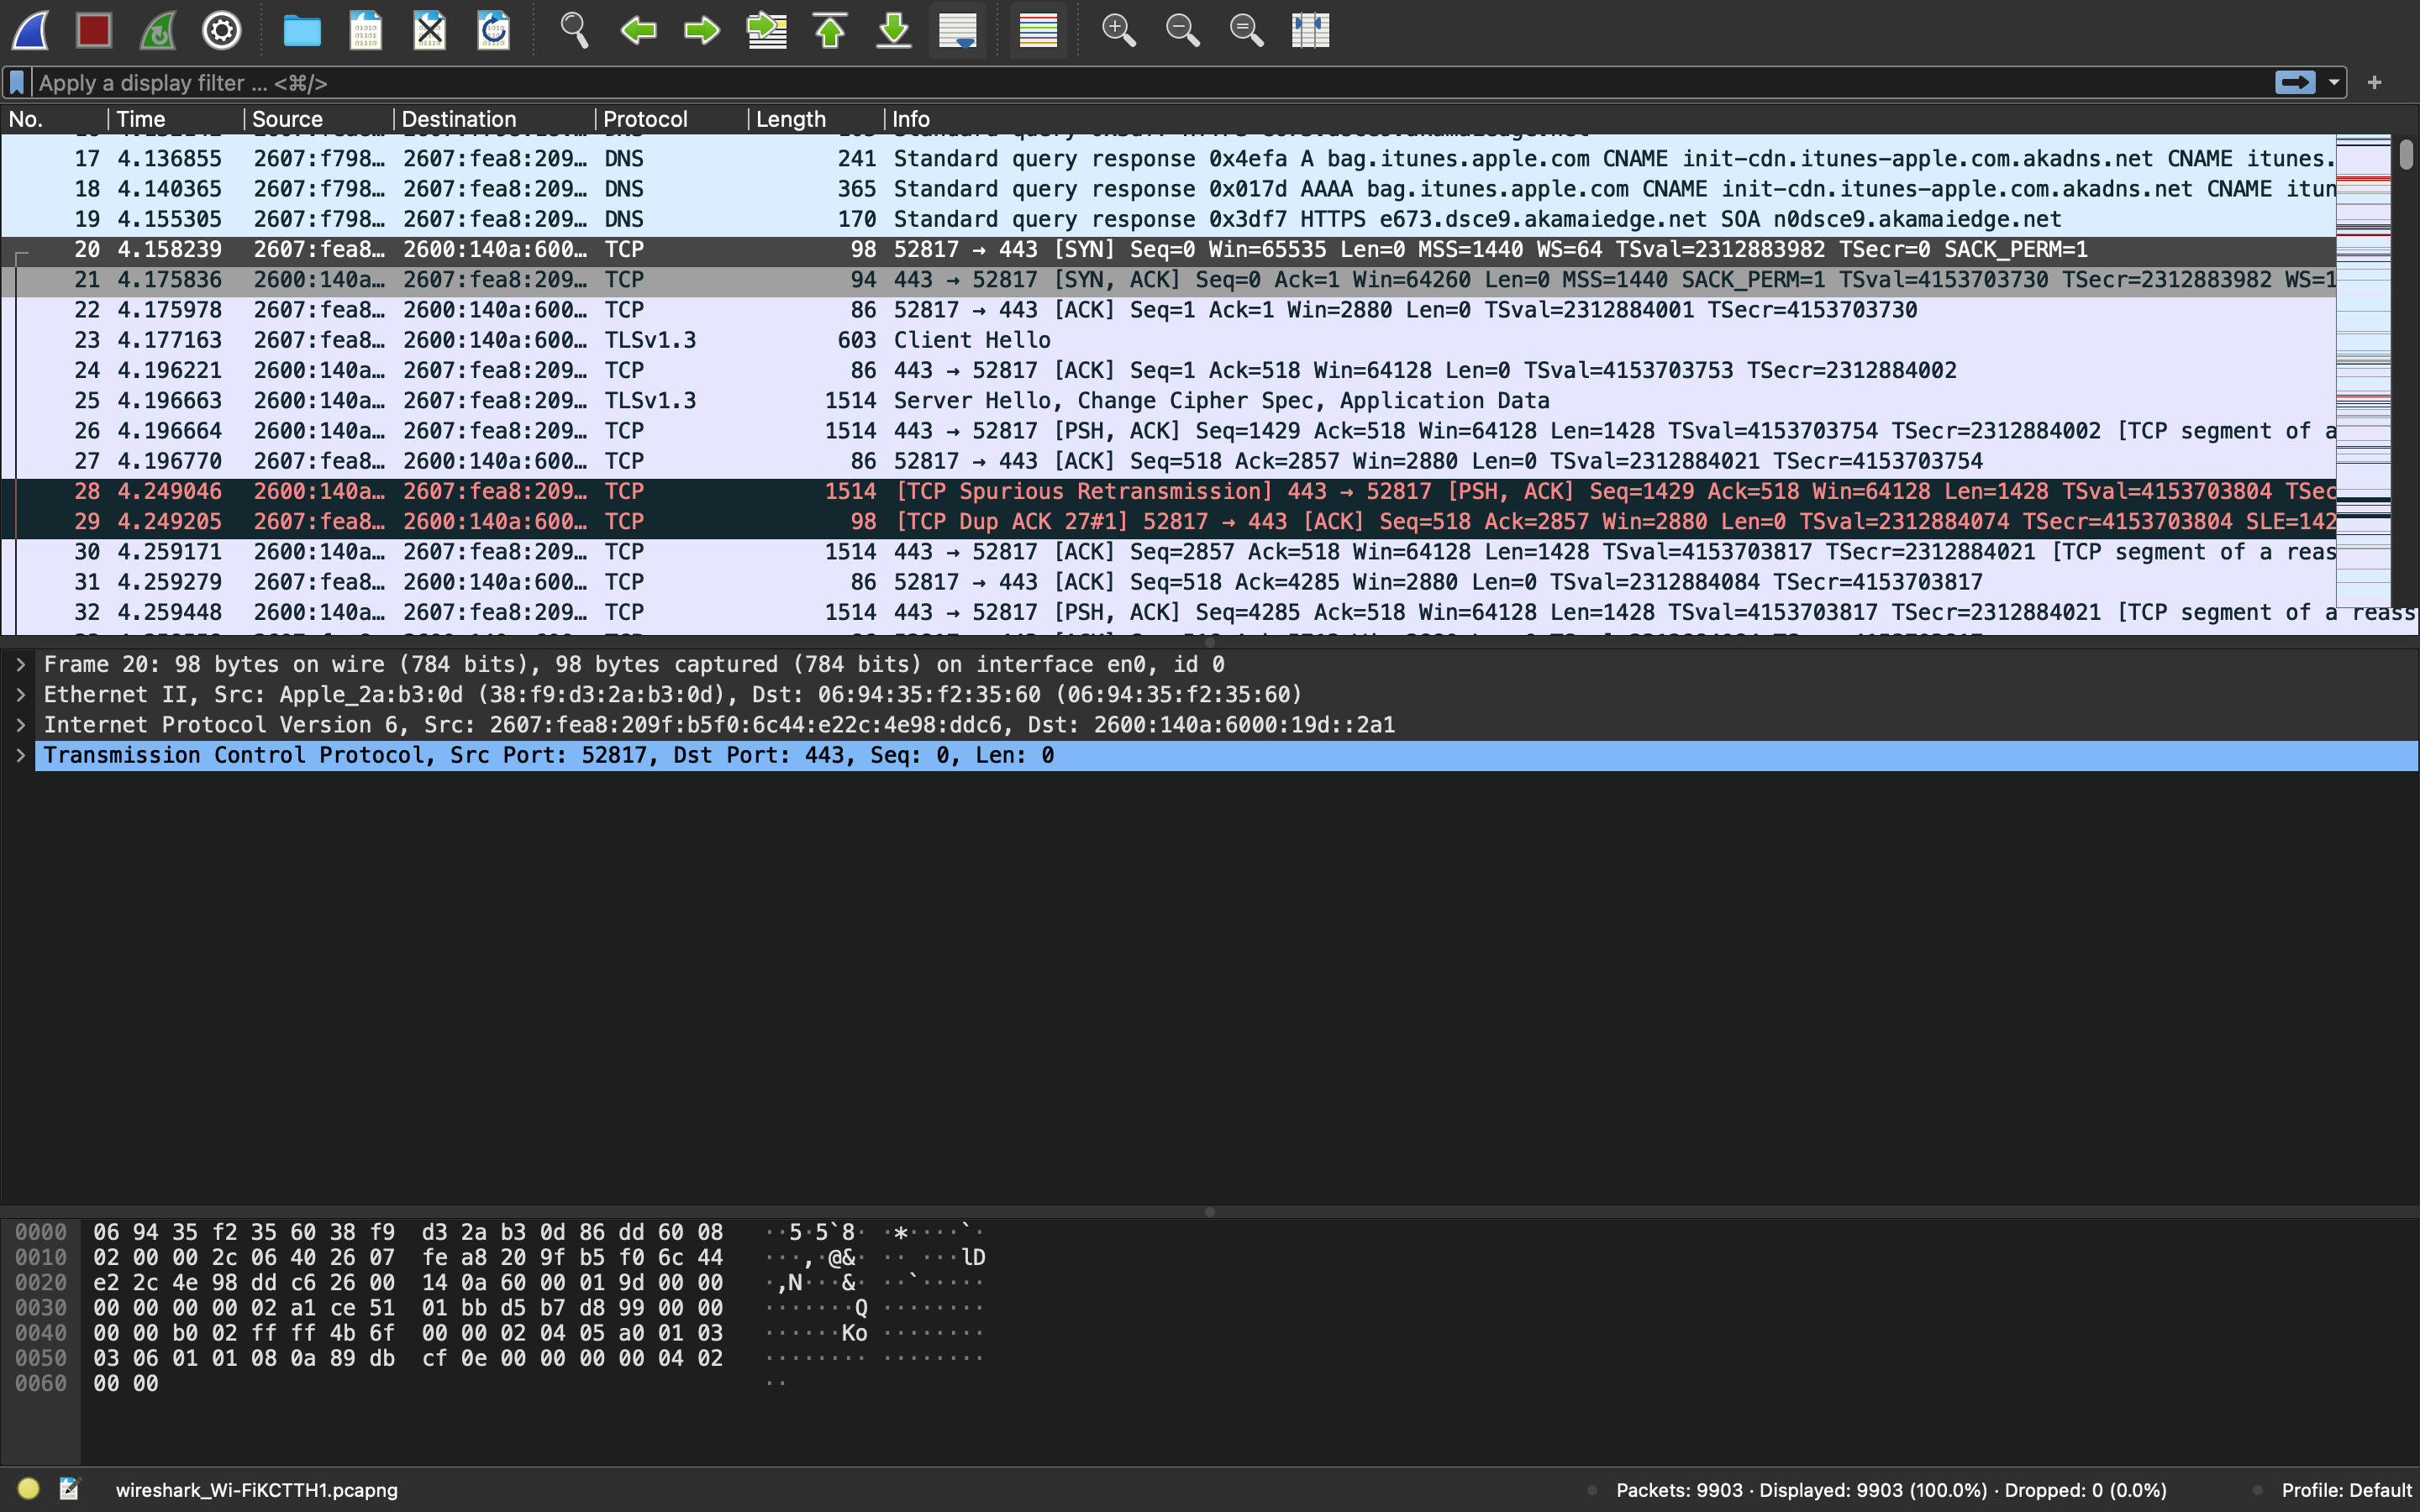 Apply a display filter ... <⌘/>
No. Time Source Destination Protocol Length Info
17 4.136855 2607:f798… 2607:fea8:209… DNS 241 Standard query response 0x4efa A bag.itunes.apple.com CNAME init-cdn.itunes-apple.com.akadns.net CNAME itunes.
18 4.140365 2607:f798… 2607:fea8:209… DNS 365 Standard query response 0x017d AAAA bag.itunes.apple.com CNAME init-cdn.itunes-apple.com.akadns.net CNAME itun
19 4.155305 2607:f798… 2607:fea8:209… DNS 170 Standard query response 0x3df7 HTTPS e673.dsce9.akamaiedge.net SOA n0dsce9.akamaiedge.net
20 4.158239 2607:fea8… 2600:140a:600… TCP 98 52817 → 443 [SYN] Seq=0 Win=65535 Len=0 MSS=1440 WS=64 TSval=2312883982 TSecr=0 SACK_PERM=1
21 4.175836 2600:140a… 2607:fea8:209… TCP 94 443 → 52817 [SYN, ACK] Seq=0 Ack=1 Win=64260 Len=0 MSS=1440 SACK_PERM=1 TSval=4153703730 TSecr=2312883982 WS=1
22 4.175978 2607:fea8… 2600:140a:600… TCP 86 52817 → 443 [ACK] Seq=1 Ack=1 Win=2880 Len=0 TSval=2312884001 TSecr=4153703730
23 4.177163 2607:fea8… 2600:140a:600… TLSv1.3 603 Client Hello
24 4.196221 2600:140a… 2607:fea8:209… TCP 86 443 → 52817 [ACK] Seq=1 Ack=518 Win=64128 Len=0 TSval=4153703753 TSecr=2312884002
25 4.196663 2600:140a… 2607:fea8:209… TLSv1.3 1514 Server Hello, Change Cipher Spec, Application Data
26 4.196664 2600:140a… 2607:fea8:209… TCP 1514 443 → 52817 [PSH, ACK] Seq=1429 Ack=518 Win=64128 Len=1428 TSval=4153703754 TSecr=2312884002 [TCP segment of a
27 4.196770 2607:fea8… 2600:140a:600… TCP 86 52817 → 443 [ACK] Seq=518 Ack=2857 Win=2880 Len=0 TSval=2312884021 TSecr=4153703754
28 4.249046 2600:140a… 2607:fea8:209… TCP 1514 [TCP Spurious Retransmission] 443 → 52817 [PSH, ACK] Seq=1429 Ack=518 Win=64128 Len=1428 TSval=4153703804 TSec
29 4.249205 2607:fea8… 2600:140a:600… TCP 98 [TCP Dup ACK 27#1] 52817 → 443 [ACK] Seq=518 Ack=2857 Win=2880 Len=0 TSval=2312884074 TSecr=4153703804 SLE=142
30 4.259171 2600:140a… 2607:fea8:209… TCP 1514 443 → 52817 [ACK] Seq=2857 Ack=518 Win=64128 Len=1428 TSval=4153703817 TSecr=2312884021 [TCP segment of a reas
31 4.259279 2607:fea8… 2600:140a:600… TCP 86 52817 → 443 [ACK] Seq=518 Ack=4285 Win=2880 Len=0 TSval=2312884084 TSecr=4153703817
32 4.259448 2600:140a… 2607:fea8:209… TCP 1514 443 → 52817 [PSH, ACK] Seq=4285 Ack=518 Win=64128 Len=1428 TSval=4153703817 TSecr=2312884021 [TCP segment of a reass
Frame 20: 98 bytes on wire (784 bits), 98 bytes captured (784 bits) on interface en0, id 0
Ethernet II, Src: Apple_2a:b3:0d (38:f9:d3:2a:b3:0d), Dst: 06:94:35:f2:35:60 (06:94:35:f2:35:60)
Internet Protocol Version 6, Src: 2607:fea8:209f:b5f0:6c44:e22c:4e98:ddc6, Dst: 2600:140a:6000:19d::2a1
Transmission Control Protocol, Src Port: 52817, Dst Port: 443, Seq: 0, Len: 0
0000 06 94 35 f2 35 60 38 f9 d3 2a b3 0d 86 dd 60 08 ··5·5`8· ·*····`·
0010 02 00 00 2c 06 40 26 07 fe a8 20 9f b5 f0 6c 44 ···,·@&· ·· ···lD
0020 e2 2c 4e 98 dd c6 26 00 14 0a 60 00 01 9d 00 00 ·,N···&· ··`·····
0030 00 00 00 00 02 a1 ce 51 01 bb d5 b7 d8 99 00 00 ·······Q ········
0040 00 00 b0 02 ff ff 4b 6f 00 00 02 04 05 a0 01 03 ······Ko ········
0050 03 06 01 01 08 0a 89 db cf 0e 00 00 00 00 04 02 ········ ········
0060 00 00 ··
wireshark_Wi-FiKCTTH1.pcapng Packets: 9903 · Displayed: 9903 (100.0%) · Dropped: 0 (0.0%) Profile: Default